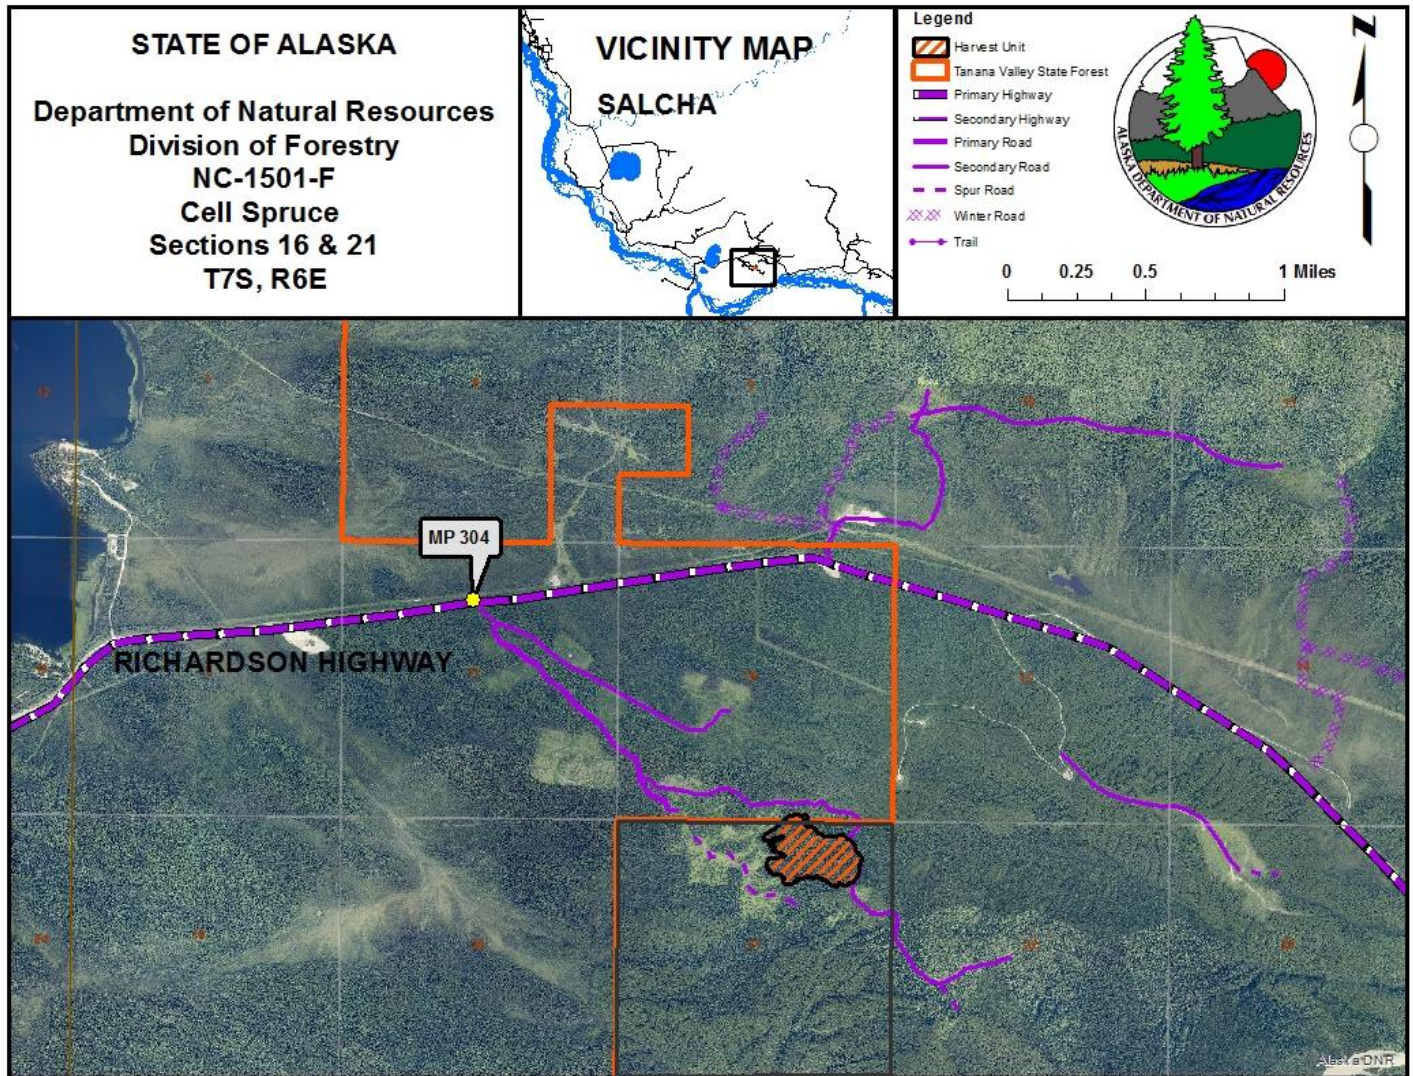 STATE OF ALASKA
Department of Natural Resources
Division of Forestry
NC-1501-F
Cell Spruce
Sections 16 & 21
T7S, R6E
VICINITY MAP
SALCHA
Legend
Harvest Unit
Tanana Valley State Forest
Primary Highway
Secondary Highway
Primary Road
Secondary Road
Spur Road
Winter Road
Trail
ALASKA DEPARTMENT OF NATURAL RESOURCES
N
0 0.25 0.5 1 Miles
MP 304
RICHARDSON HIGHWAY
Alaska DNR